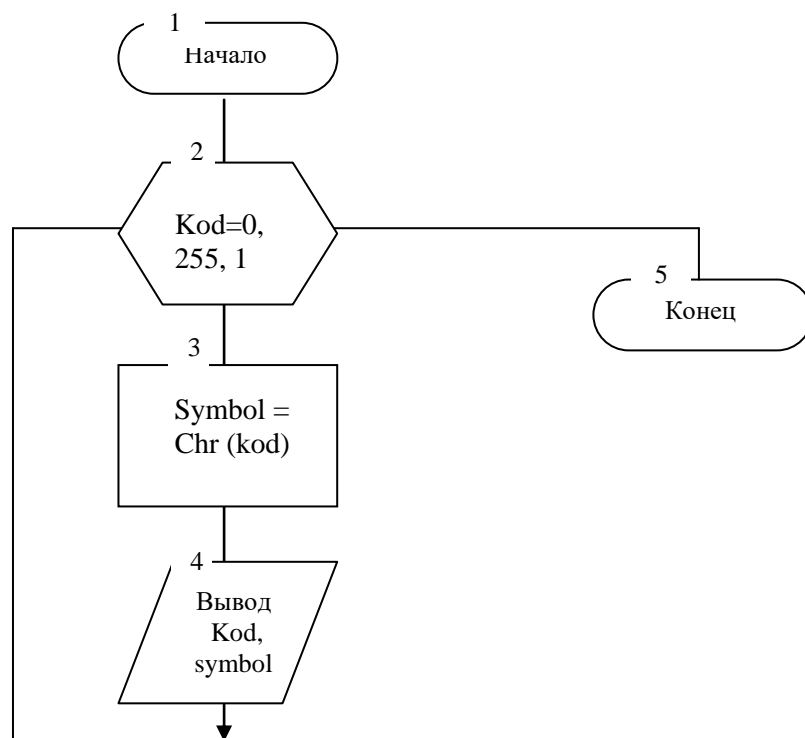 1
Начало
2
Kod=0,
255, 1
5
Конец
3
Symbol =
Chr (kod)
4
Вывод
Kod,
symbol